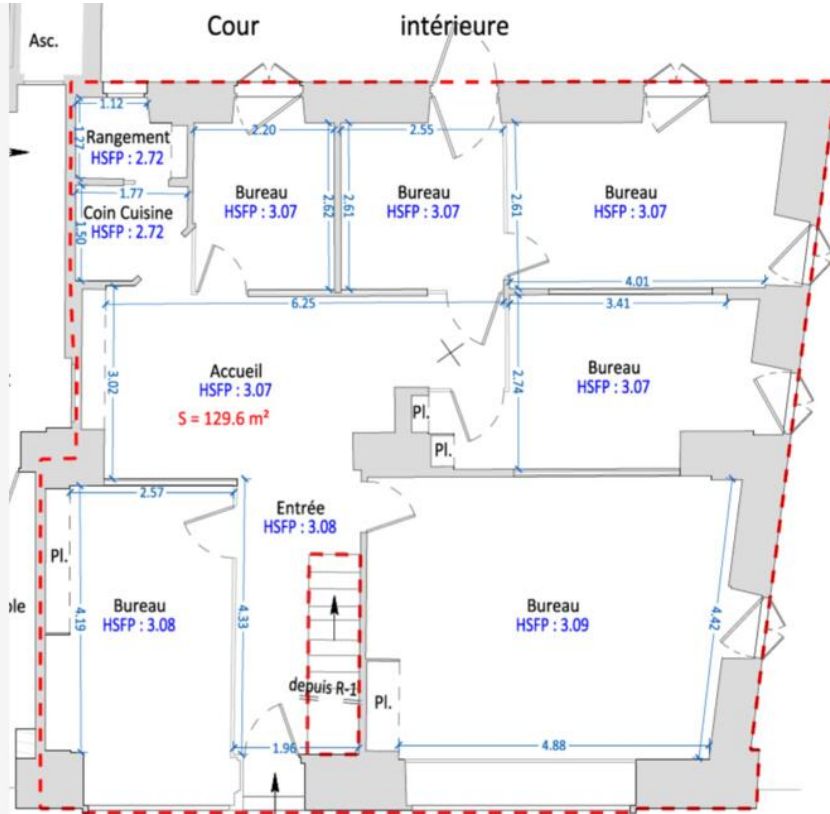 Cour intérieure
Asc.
1.12
1.27
Rangement
HSFP : 2.72
1.77
Coin Cuisine
HSFP : 2.72
1.50
2.20
Bureau
HSFP : 3.07
2.62
2.55
2.61
Bureau
HSFP : 3.07
2.61
Bureau
HSFP : 3.07
4.01
6.25
3.41
3.02
Accueil
HSFP : 3.07
S = 129.6 m²
2.74
Bureau
HSFP : 3.07
Pl.
Pl.
2.57
Entrée
HSFP : 3.08
Pl.
4.19
Bureau
HSFP : 3.08
4.33
depuis R-1
1.96
Bureau
HSFP : 3.09
4.42
Pl.
4.88
ple